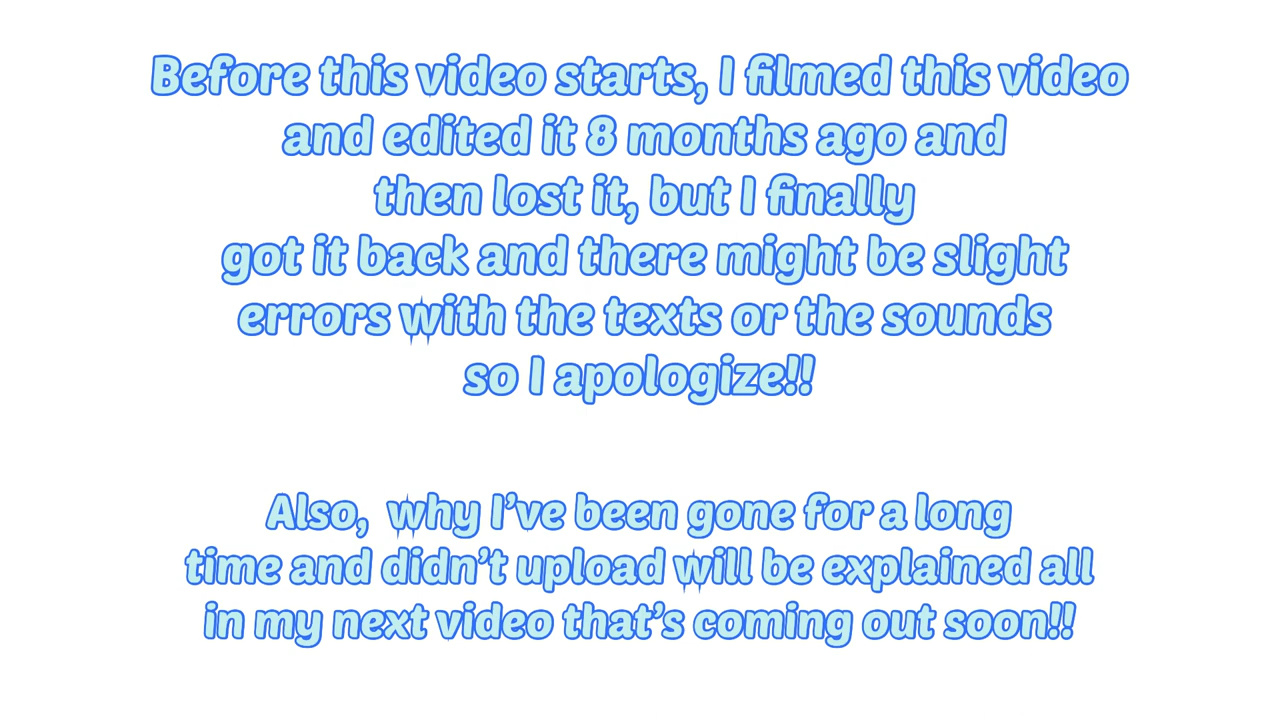 Before this video starts, I filmed this video
and edited it 8 months ago and
then lost it, but I finally
got it back and there might be slight
errors with the texts or the sounds
so I apologize!!
Also, why I've been gone for a long
time and didn't upload will be explained all
in my next video that's coming out soon!!